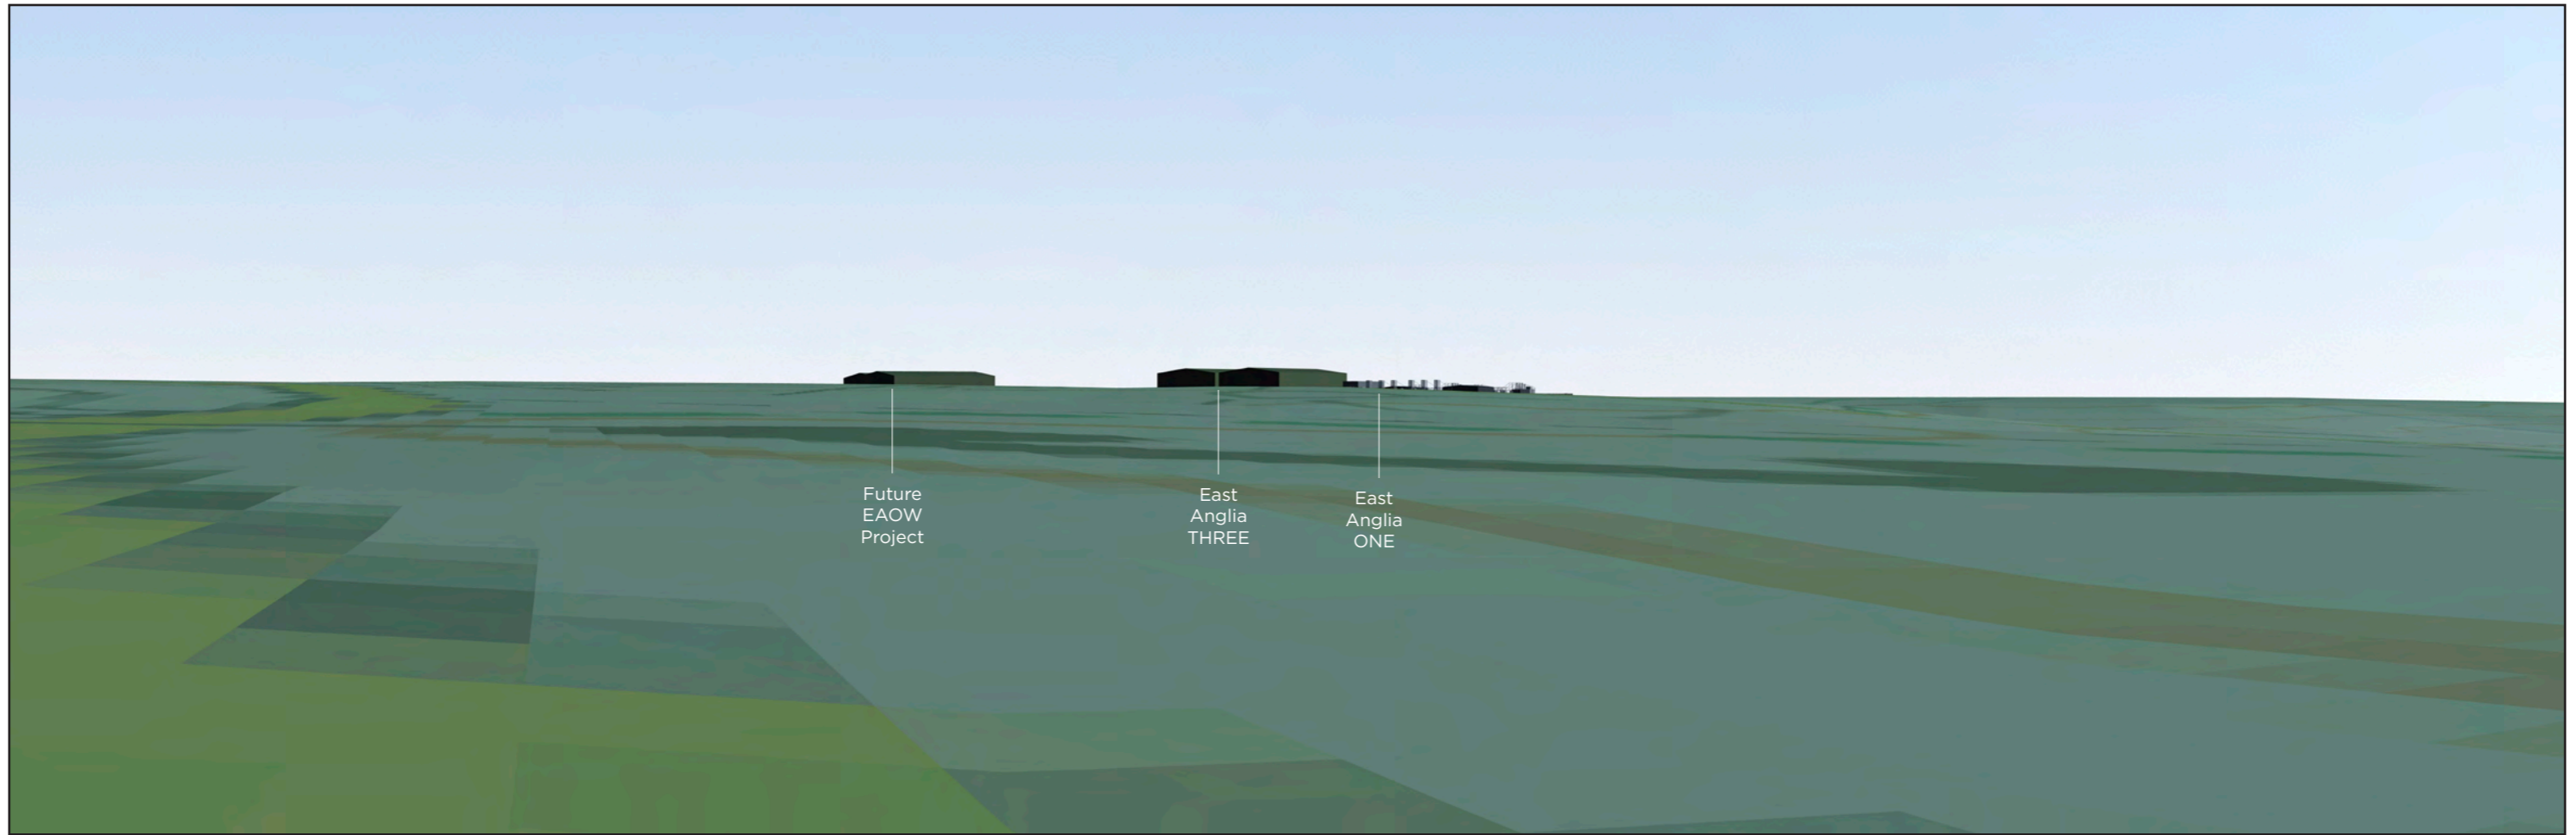 Future
EAOW
Project
East
Anglia
THREE
East
Anglia
ONE